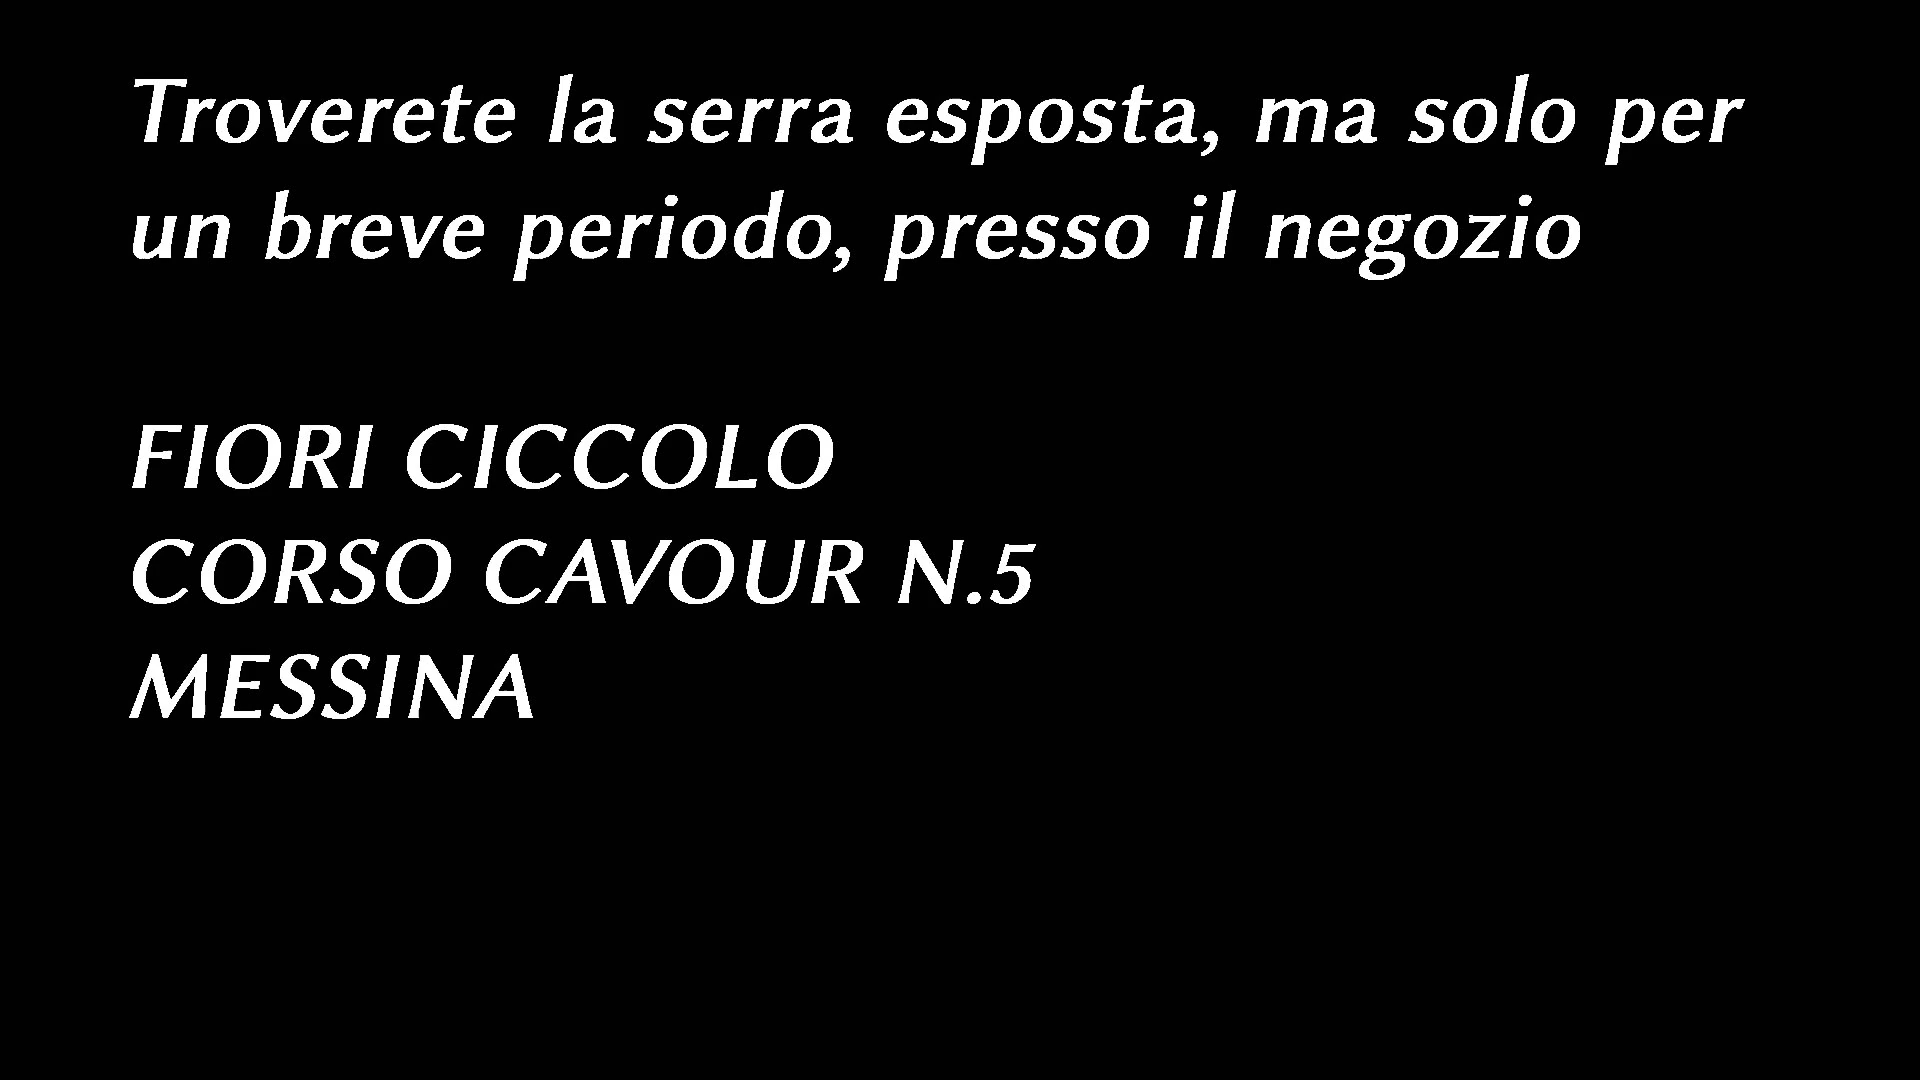 Troverete la serra esposta, ma solo per
un breve periodo, presso il negozio
FIORI CICCOLO
CORSO CAVOUR N.5
MESSINA